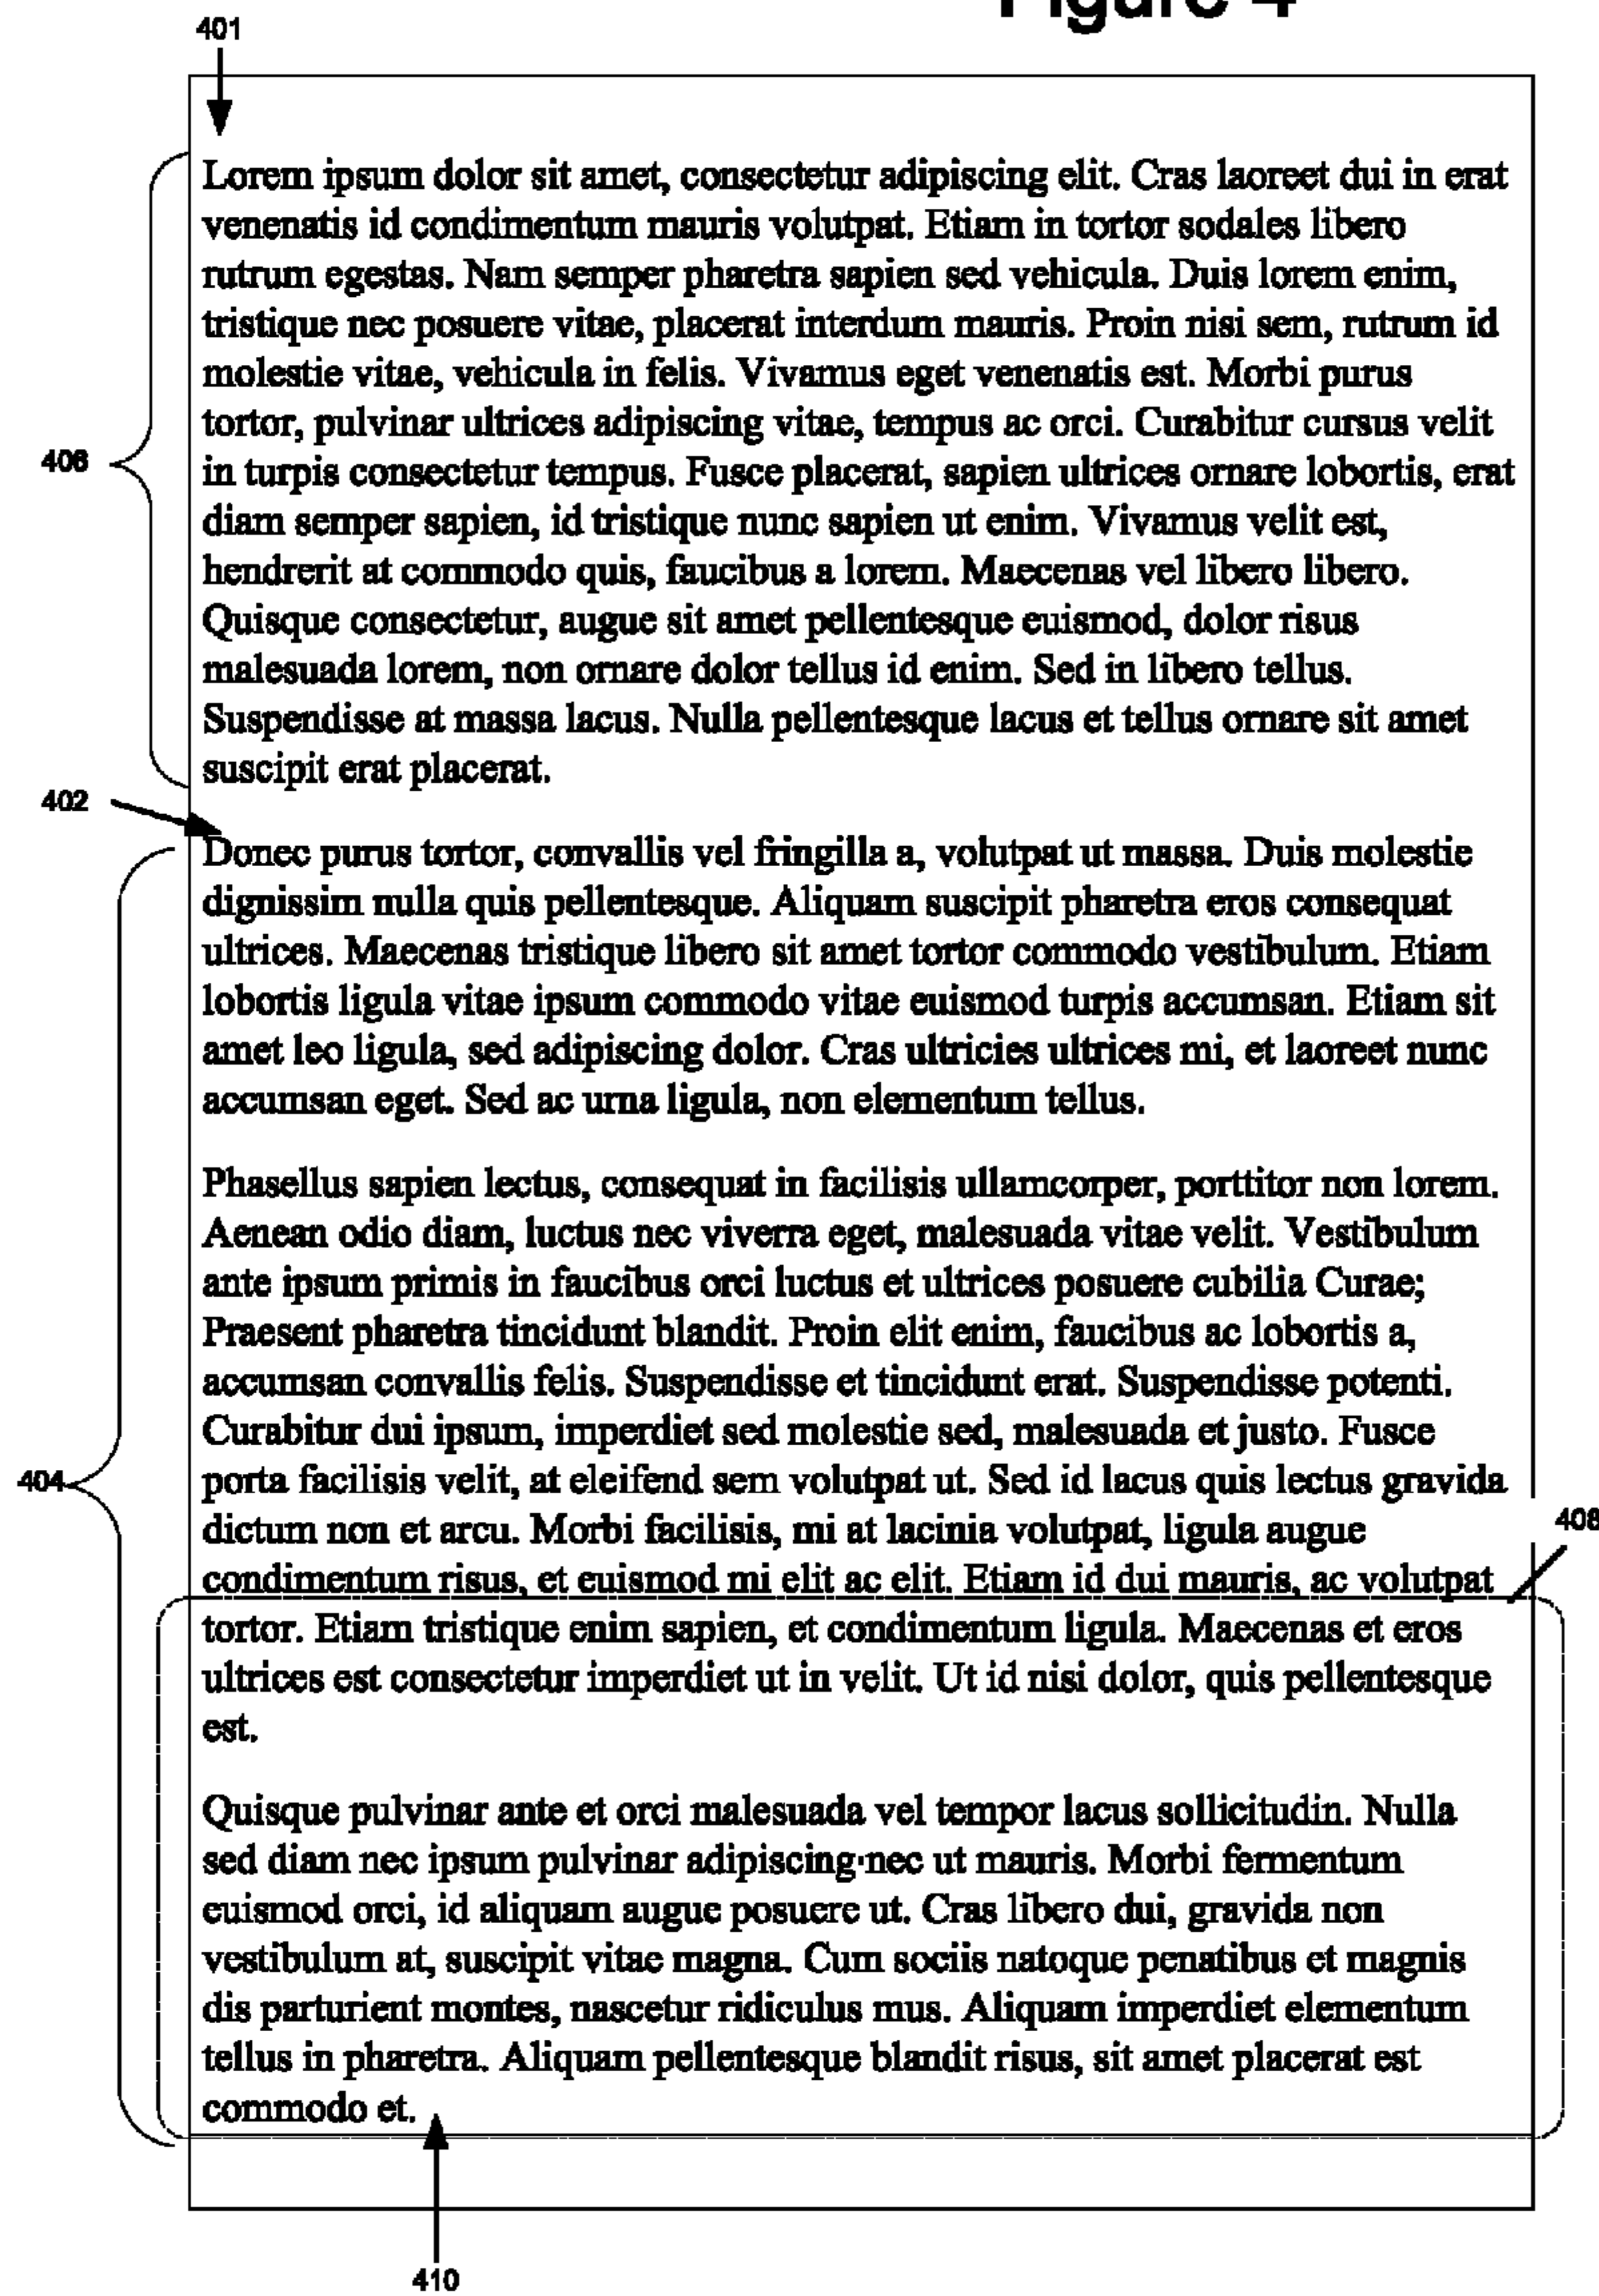 Figure 4
401
Lorem ipsum dolor sit amet, consectetur adipiscing elit. Cras laoreet dui in erat
venenatis id condimentum mauris volutpat. Etiam in tortor sodales libero
rutrum egestas. Nam semper pharetra sapien sed vehicula. Duis lorem enim,
tristique nec posuere vitae, placerat interdum mauris. Proin nisi sem, rutrum id
molestie vitae, vehicula in felis. Vivamus eget venenatis est. Morbi purus
tortor, pulvinar ultrices adipiscing vitae, tempus ac orci. Curabitur cursus velit
406
in turpis consectetur tempus. Fusce placerat, sapien ultrices ornare lobortis, erat
diam semper sapien, id tristique nunc sapien ut enim. Vivamus velit est,
hendrerit at commodo quis, faucibus a lorem. Maecenas vel libero libero.
Quisque consectetur, augue sit amet pellentesque euismod, dolor risus
malesuada lorem, non ornare dolor tellus id enim. Sed in libero tellus.
Suspendisse at massa lacus. Nulla pellentesque lacus et tellus ornare sit amet
suscipit erat placerat.
402
Donec purus tortor, convallis vel fringilla a, volutpat ut massa. Duis molestie
dignissim nulla quis pellentesque. Aliquam suscipit pharetra eros consequat
ultrices. Maecenas tristique libero sit amet tortor commodo vestibulum. Etiam
lobortis ligula vitae ipsum commodo vitae euismod turpis accumsan. Etiam sit
amet leo ligula, sed adipiscing dolor. Cras ultricies ultrices mi, et laoreet nunc
accumsan eget. Sed ac urna ligula, non elementum tellus.
Phasellus sapien lectus, consequat in facilisis ullamcorper, porttitor non lorem.
Aenean odio diam, luctus nec viverra eget, malesuada vitae velit. Vestibulum
ante ipsum primis in faucibus orci luctus et ultrices posuere cubilia Curae;
Praesent pharetra tincidunt blandit. Proin elit enim, faucibus ac lobortis a,
accumsan convallis felis. Suspendisse et tincidunt erat. Suspendisse potenti.
Curabitur dui ipsum, imperdiet sed molestie sed, malesuada et justo. Fusce
404
porta facilisis velit, at eleifend sem volutpat ut. Sed id lacus quis lectus gravida
408
dictum non et arcu. Morbi facilisis, mi at lacinia volutpat, ligula augue
condimentum risus, et euismod mi elit ac elit. Etiam id dui mauris, ac volutpat
tortor. Etiam tristique enim sapien, et condimentum ligula. Maecenas et eros
ultrices est consectetur imperdiet ut in velit. Ut id nisi dolor, quis pellentesque
est.
Quisque pulvinar ante et orci malesuada vel tempor lacus sollicitudin. Nulla
sed diam nec ipsum pulvinar adipiscing nec ut mauris. Morbi fermentum
euismod orci, id aliquam augue posuere ut. Cras libero dui, gravida non
vestibulum at, suscipit vitae magna. Cum sociis natoque penatibus et magnis
dis parturient montes, nascetur ridiculus mus. Aliquam imperdiet elementum
tellus in pharetra. Aliquam pellentesque blandit risus, sit amet placerat est
commodo et.
410